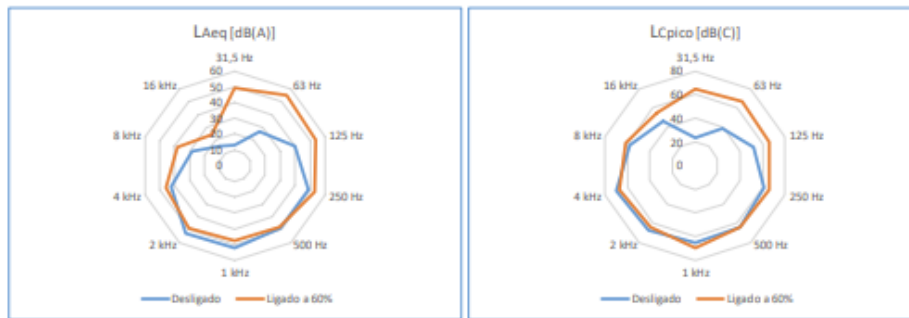 LAeq [dB(A)]
31,5 Hz
63 Hz
125 Hz
250 Hz
500 Hz
1 kHz
2 kHz
4 kHz
8 kHz
16 kHz
60
50
40
30
20
10
0
Desligado
Ligado a 60%
LCpico [dB(C)]
31,5 Hz
63 Hz
125 Hz
250 Hz
500 Hz
1 kHz
2 kHz
4 kHz
8 kHz
16 kHz
80
60
40
20
0
Desligado
Ligado a 60%